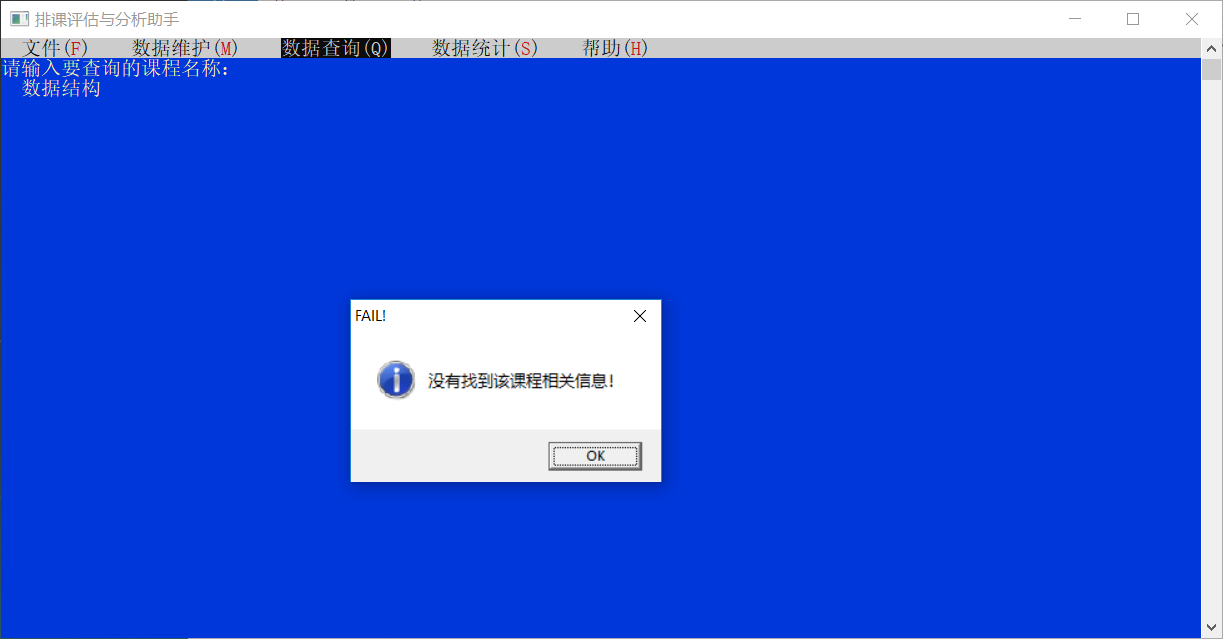 排课评估与分析助手
文件(F) 数据维护(M) 数据查询(Q) 数据统计(S) 帮助(H)
请输入要查询的课程名称：
数据结构
FAIL!
没有找到该课程相关信息！
OK